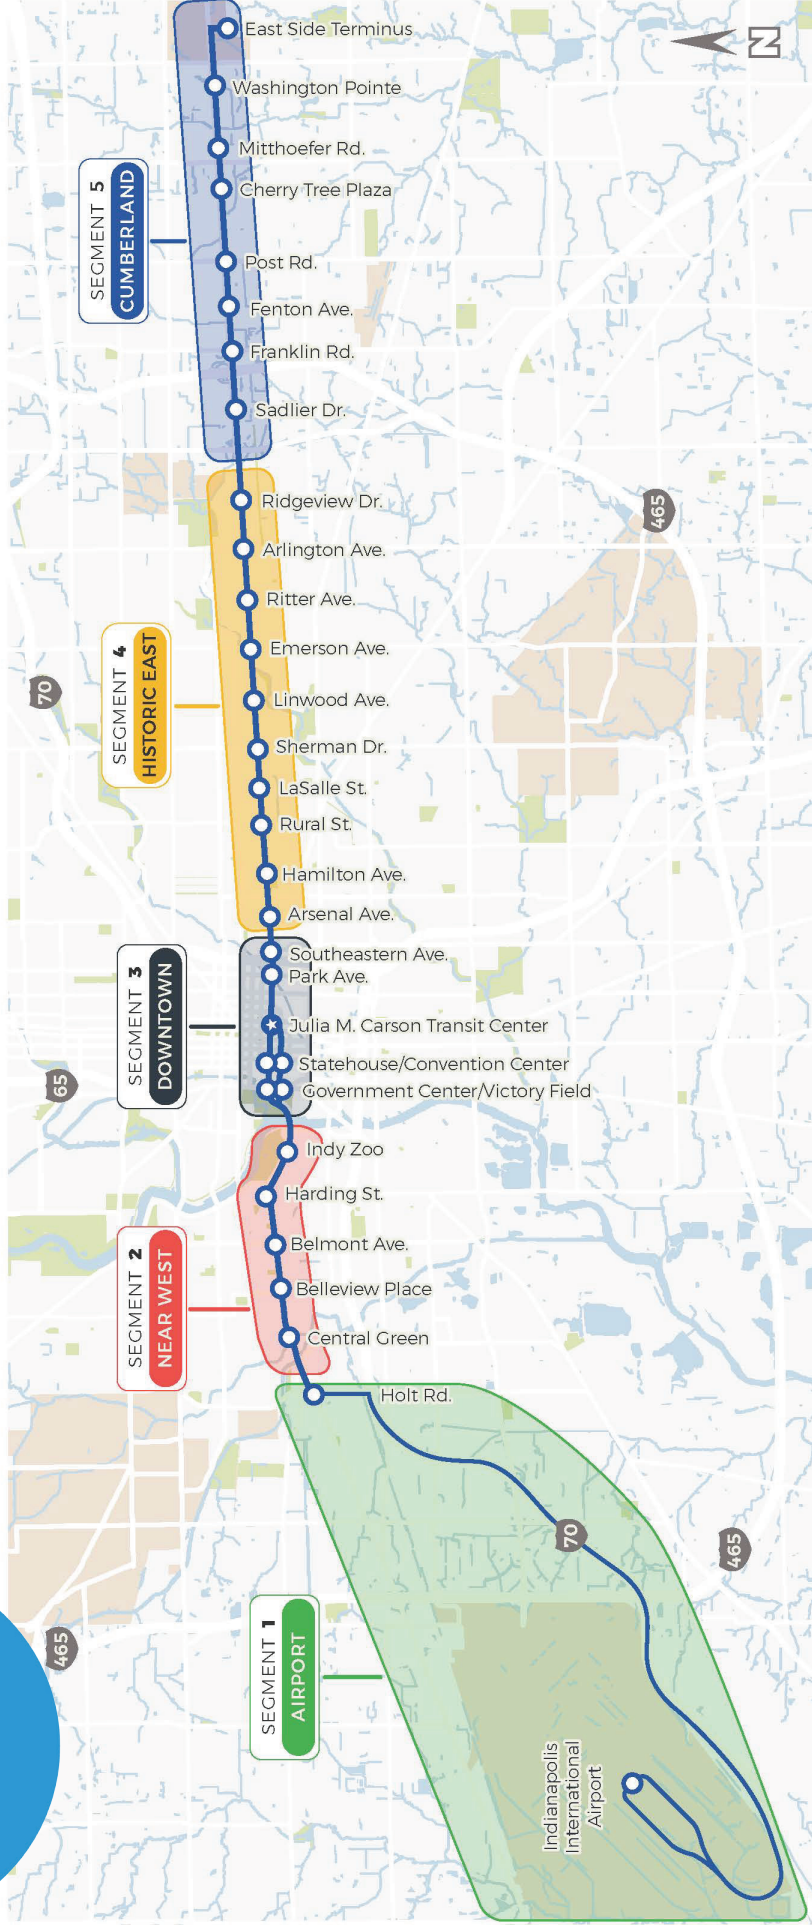 N
East Side Terminus
Washington Pointe
Mitthoefer Rd.
Cherry Tree Plaza
SEGMENT 5
CUMBERLAND
Post Rd.
Fenton Ave.
Franklin Rd.
Sadlier Dr.
Ridgeview Dr.
465
Arlington Ave.
Ritter Ave.
Emerson Ave.
SEGMENT 4
HISTORIC EAST
70
Linwood Ave.
Sherman Dr.
LaSalle St.
Rural St.
Hamilton Ave.
Arsenal Ave.
Southeastern Ave.
Park Ave.
SEGMENT 3
DOWNTOWN
Julia M. Carson Transit Center
Statehouse/Convention Center
65
Government Center/Victory Field
Indy Zoo
Harding St.
Belmont Ave.
SEGMENT 2
NEAR WEST
Belleview Place
Central Green
Holt Rd.
70
465
465
SEGMENT 1
AIRPORT
Indianapolis
International
Airport